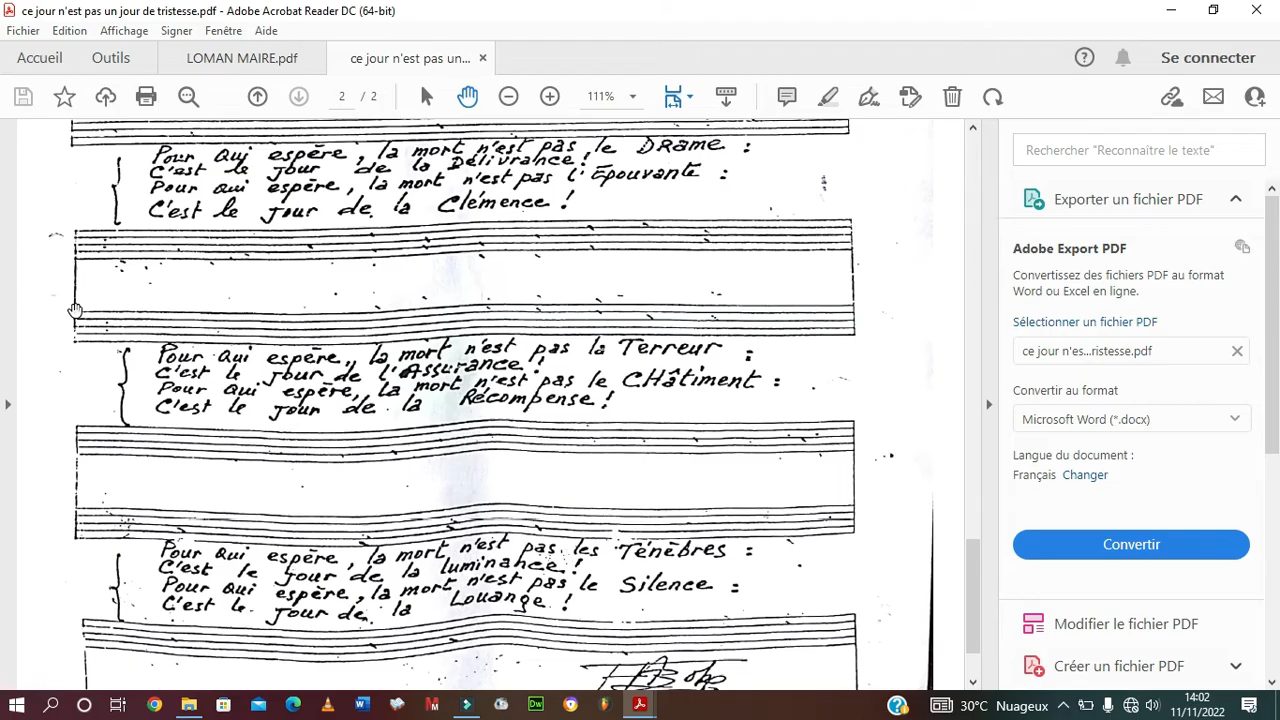 ce jour n'est pas un jour de tristesse.pdf - Adobe Acrobat Reader DC (64-bit)
Fichier Edition Affichage Signer Fenêtre Aide
Accueil Outils LOMAN MAIRE.pdf ce jour n'est pas un... Se connecter
2 / 2 111%
Pour qui espère, la mort n'est pas le DRame :
C'est le jour de la Délivrance !
Pour qui espère, la mort n'est pas l'Epouvante :
C'est le jour de la Clémence !
Pour qui espère, la mort n'est pas la Terreur :
C'est le jour de l'Assurance !
Pour qui espère, la mort n'est pas le CHâtiment :
C'est le jour de la Récompense !
Pour qui espère, la mort n'est pas les Ténèbres :
C'est le jour de la luminance !
Pour qui espère, la mort n'est pas le Silence :
C'est le jour de la Louange !
Rechercher "Reconnaître le texte"
Exporter un fichier PDF
Adobe Export PDF
Convertissez des fichiers PDF au format
Word ou Excel en ligne.
Sélectionner un fichier PDF
ce jour n'es...ristesse.pdf
Convertir au format
Microsoft Word (*.docx)
Langue du document :
Français Changer
Convertir
Modifier le fichier PDF
Créer un fichier PDF
30°C Nuageux
14:02
11/11/2022